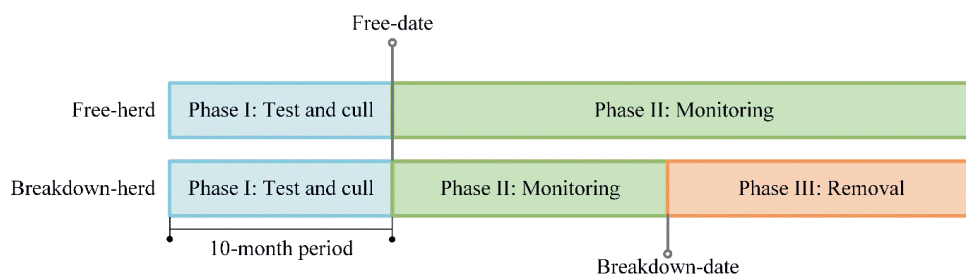 Free-date
Free-herd
Phase I: Test and cull
Phase II: Monitoring
Breakdown-herd
Phase I: Test and cull
Phase II: Monitoring
Phase III: Removal
10-month period
Breakdown-date